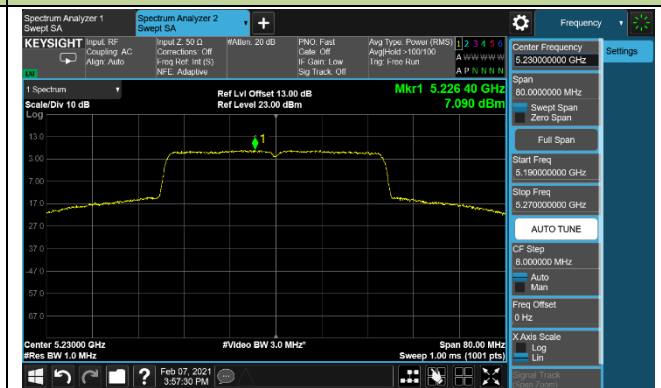 Spectrum Analyzer 1
Swept SA
Spectrum Analyzer 2
Swept SA
Frequency
KEYSIGHT
Input: RF
Coupling: AC
Align: Auto
Input Z: 50 Ω
Corrections: Off
Freq Ref: Int (S)
NFE: Adaptive
#Atten: 20 dB
PNO: Fast
Gate: Off
IF Gain: Low
Sig Track: Off
Avg Type: Power (RMS)
Avg|Hold >100/100
Trig: Free Run
1 2 3 4 5 6
A W W W W W
A P N N N N
LXI
1 Spectrum
Scale/Div 10 dB
Log
Ref Lvl Offset 13.00 dB
Ref Level 23.00 dBm
Mkr1 5.226 40 GHz
7.090 dBm
1
13.0
3.00
-7.00
-17.0
-27.0
-37.0
-47.0
-57.0
-67.0
Center 5.23000 GHz
#Res BW 1.0 MHz
#Video BW 3.0 MHz*
Span 80.00 MHz
Sweep 1.00 ms (1001 pts)
Center Frequency
5.230000000 GHz
Settings
Span
80.0000000 MHz
Swept Span
Zero Span
Full Span
Start Freq
5.190000000 GHz
Stop Freq
5.270000000 GHz
AUTO TUNE
CF Step
8.000000 MHz
Auto
Man
Freq Offset
0 Hz
X Axis Scale
Log
Lin
Signal Track
(Span Zoom)
Feb 07, 2021
3:57:30 PM